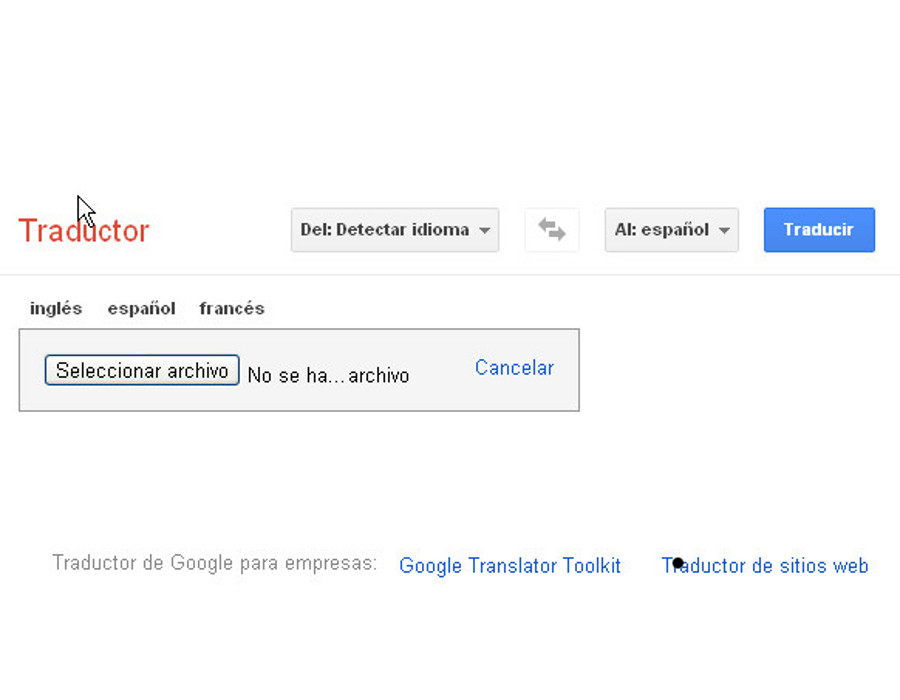 Traductor Del: Detectar idioma Al: español Traducir
inglés español francés
Seleccionar archivo No se ha...archivo Cancelar
Traductor de Google para empresas: Google Translator Toolkit Traductor de sitios web